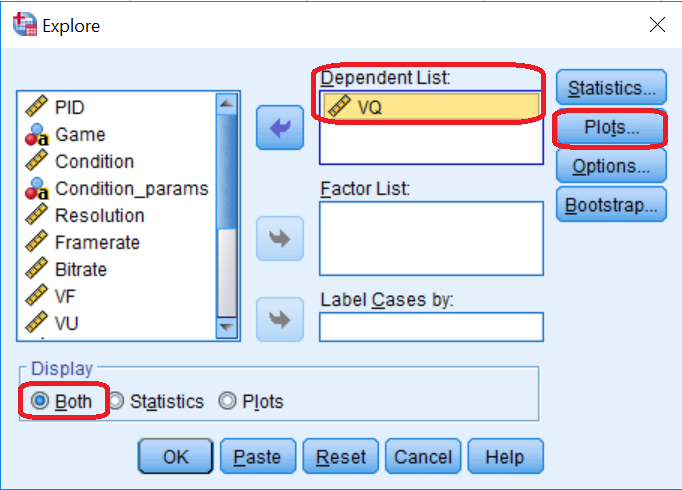 Explore
Dependent List:
VQ
PID
Game
Condition
Condition_params
Resolution
Framerate
Bitrate
VF
VU
Factor List:
Label Cases by:
Statistics...
Plots...
Options...
Bootstrap...
Display
Both Statistics Plots
OK Paste Reset Cancel Help